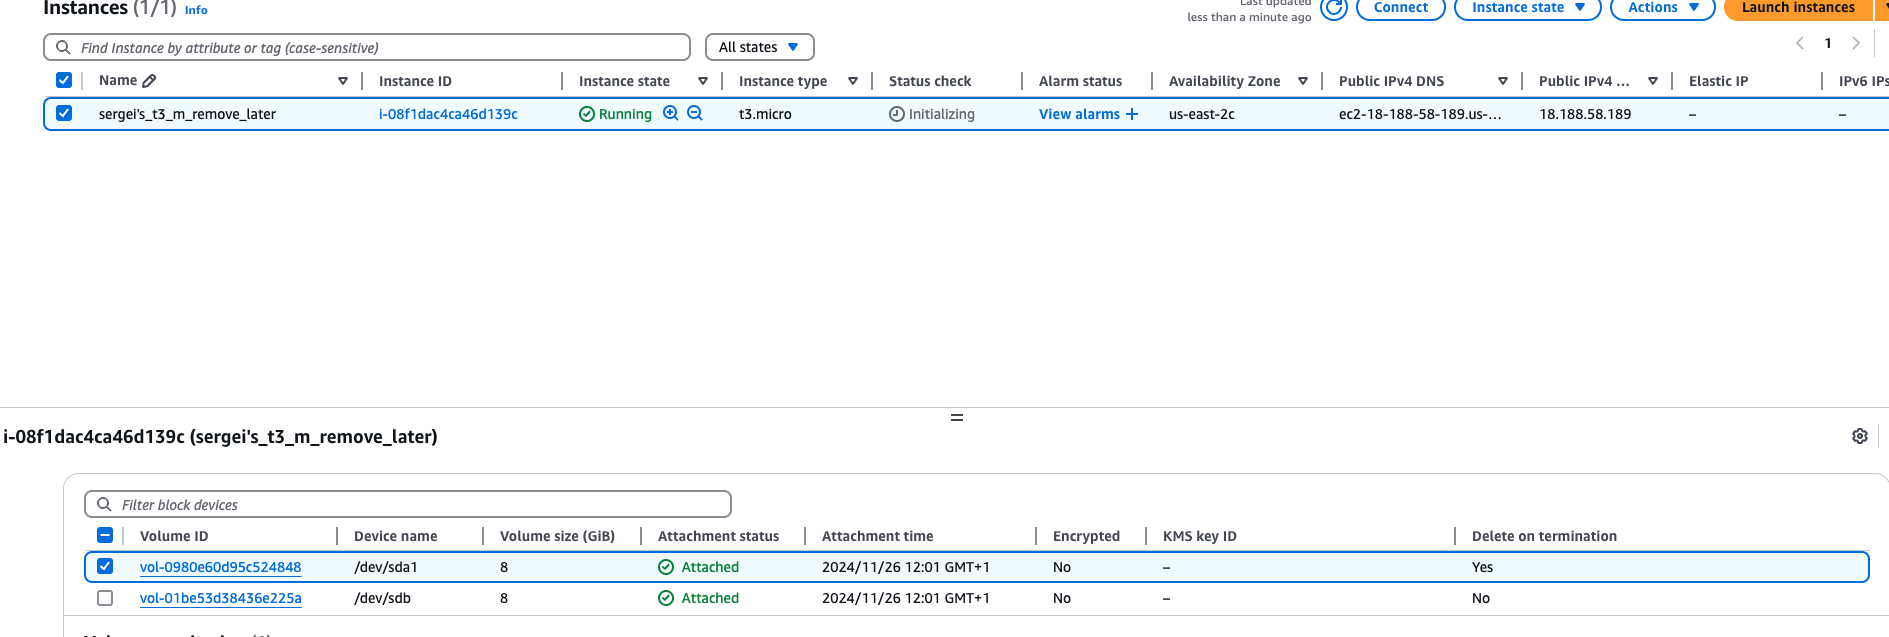 Instances (1/1) Info
Last updated
less than a minute ago
Connect
Instance state
Actions
Launch instances
Find Instance by attribute or tag (case-sensitive)
All states
1
Name Instance ID Instance state Instance type Status check Alarm status Availability Zone Public IPv4 DNS Public IPv4 ... Elastic IP IPv6 IPs
sergei's_t3_m_remove_later i-08f1dac4ca46d139c Running t3.micro Initializing View alarms + us-east-2c ec2-18-188-58-189.us-... 18.188.58.189 – –
i-08f1dac4ca46d139c (sergei's_t3_m_remove_later)
Filter block devices
Volume ID Device name Volume size (GiB) Attachment status Attachment time Encrypted KMS key ID Delete on termination
vol-0980e60d95c524848 /dev/sda1 8 Attached 2024/11/26 12:01 GMT+1 No – Yes
vol-01be53d38436e225a /dev/sdb 8 Attached 2024/11/26 12:01 GMT+1 No – No